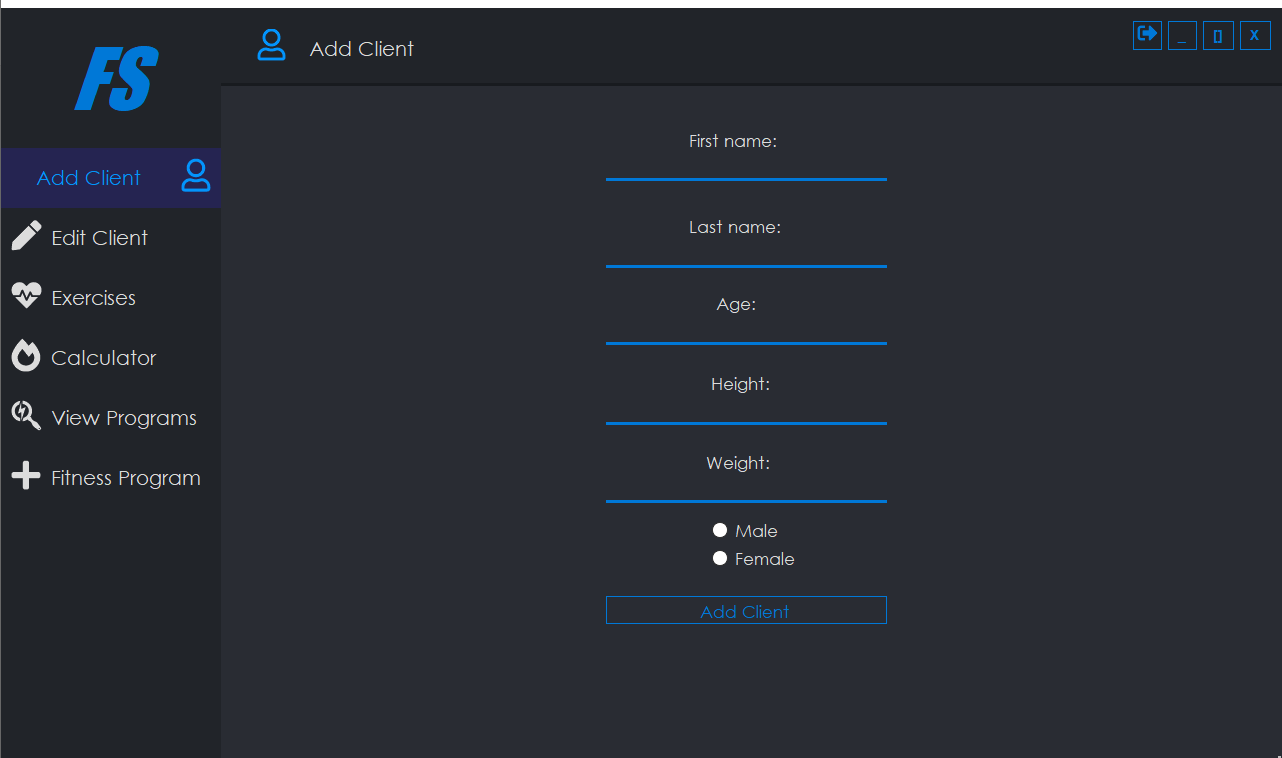 FS
Add Client
Edit Client
Exercises
Calculator
View Programs
Fitness Program
Add Client
_
[]
X
First name:
Last name:
Age:
Height:
Weight:
Male
Female
Add Client